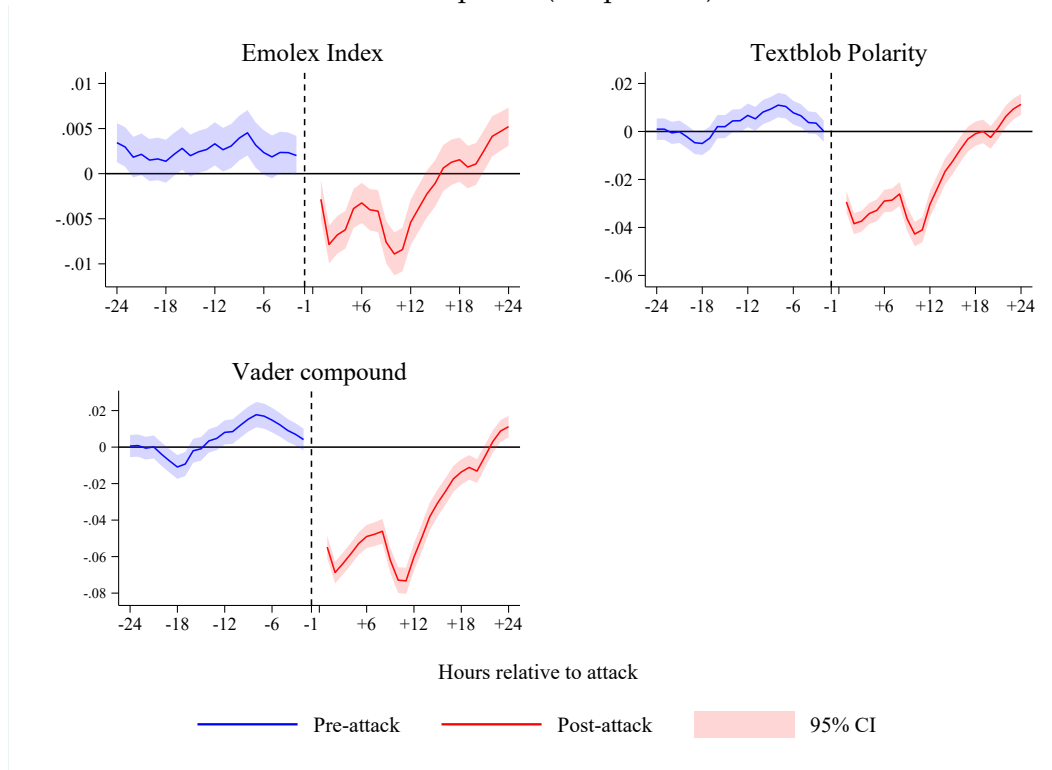 Emolex Index
Textblob Polarity
.01
.005
0
-.005
-.01
-24 -18 -12 -6 -1 +6 +12 +18 +24
.02
0
-.02
-.04
-.06
-24 -18 -12 -6 -1 +6 +12 +18 +24
Vader compound
.02
0
-.02
-.04
-.06
-.08
-24 -18 -12 -6 -1 +6 +12 +18 +24
Hours relative to attack
Pre-attack Post-attack 95% CI